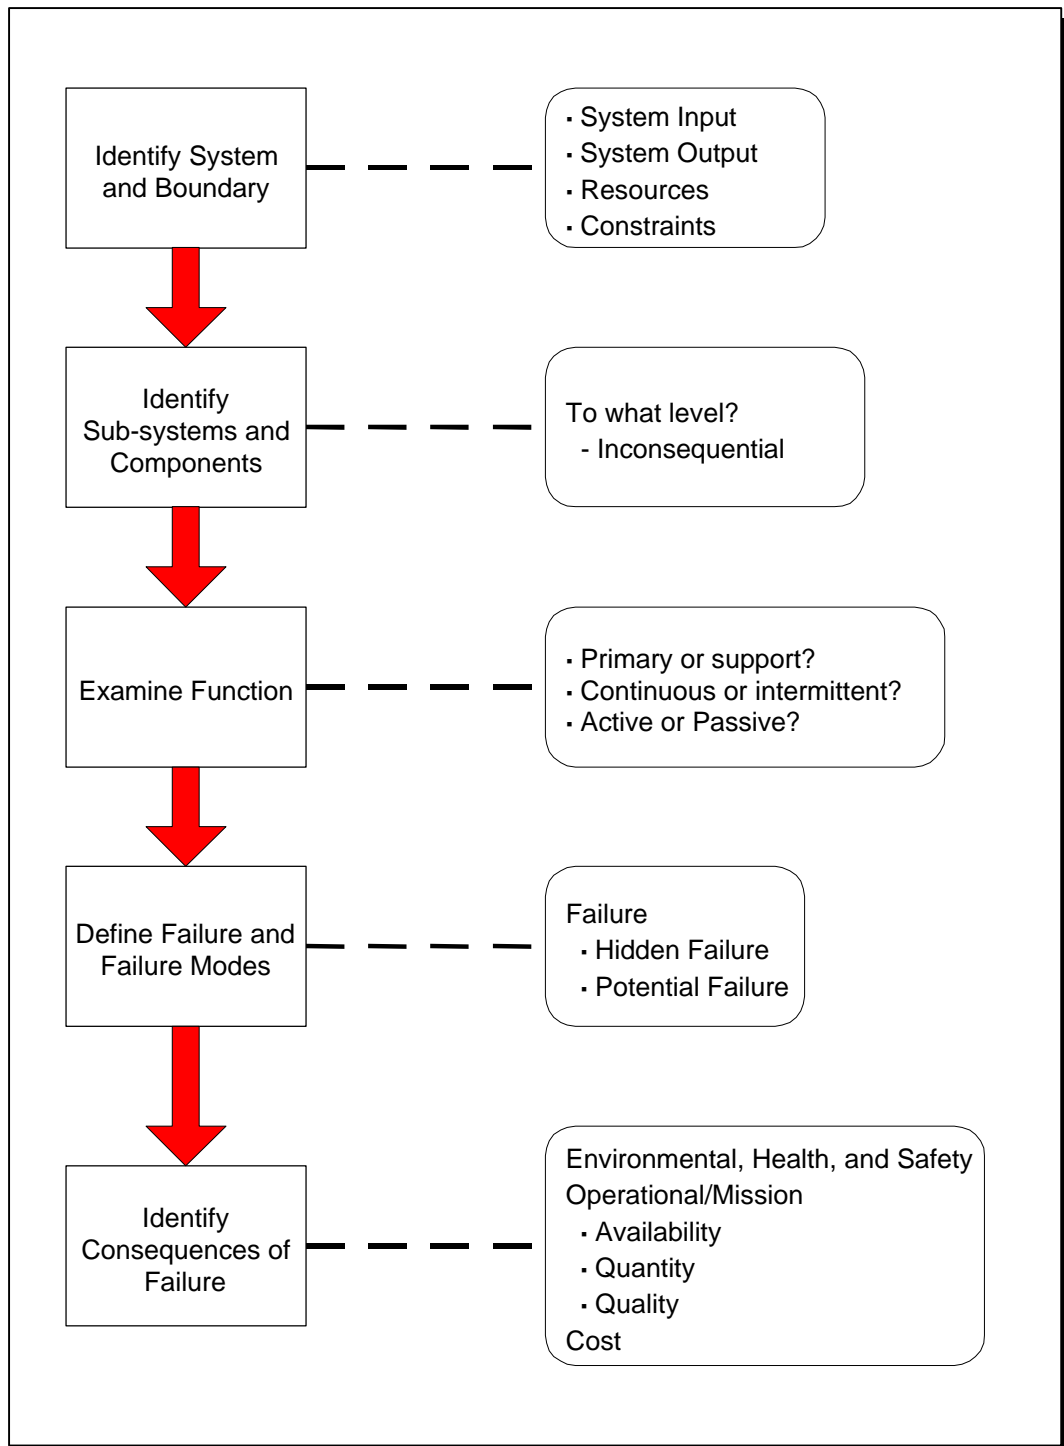 Identify System
and Boundary
▪ System Input
▪ System Output
▪ Resources
▪ Constraints
Identify
Sub-systems and
Components
To what level?
- Inconsequential
Examine Function
▪ Primary or support?
▪ Continuous or intermittent?
▪ Active or Passive?
Define Failure and
Failure Modes
Failure
▪ Hidden Failure
▪ Potential Failure
Identify
Consequences of
Failure
Environmental, Health, and Safety
Operational/Mission
▪ Availability
▪ Quantity
▪ Quality
Cost